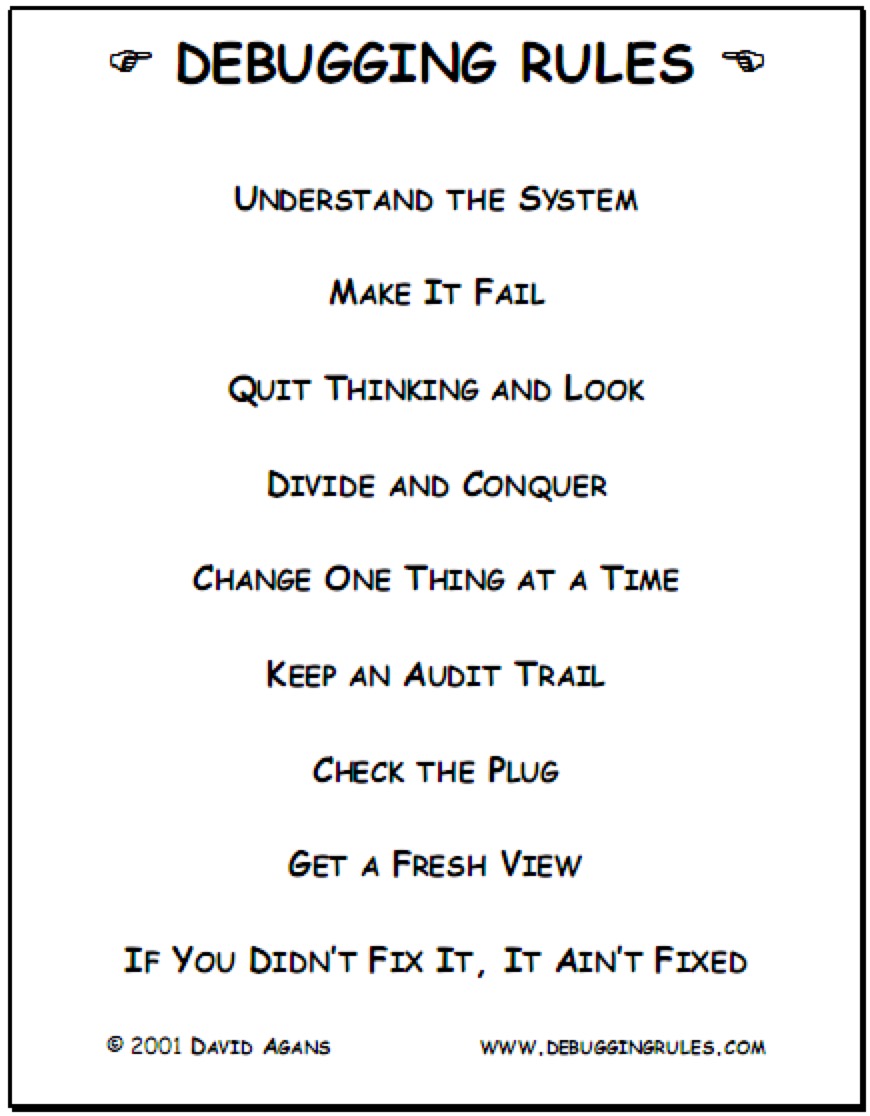 ☞ DEBUGGING RULES ☜
UNDERSTAND THE SYSTEM
MAKE IT FAIL
QUIT THINKING AND LOOK
DIVIDE AND CONQUER
CHANGE ONE THING AT A TIME
KEEP AN AUDIT TRAIL
CHECK THE PLUG
GET A FRESH VIEW
IF YOU DIDN'T FIX IT, IT AIN'T FIXED
© 2001 DAVID AGANS WWW.DEBUGGINGRULES.COM